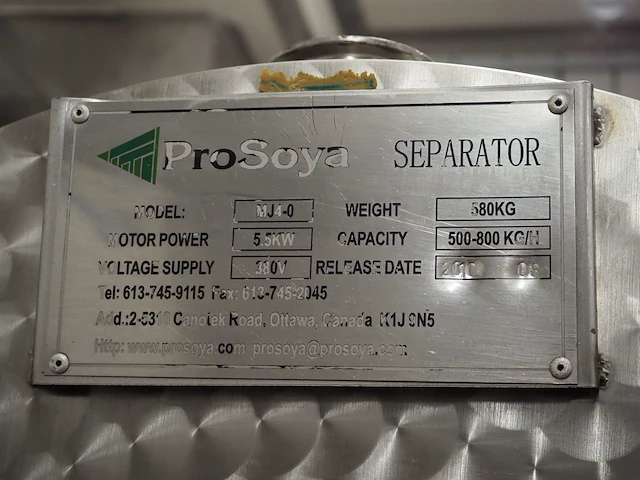 ProSoya SEPARATOR
MODEL: MJ4-0 WEIGHT 580KG
MOTOR POWER 5.5KW CAPACITY 500-800 KG/H
VOLTAGE SUPPLY 380V RELEASE DATE
Tel: 613-745-9115 Fax: 613-745-2045
Add.:2-5310 Canotek Road, Ottawa, Canada K1J 9N5
Http: www.prosoya.com prosoya@prosoya.com